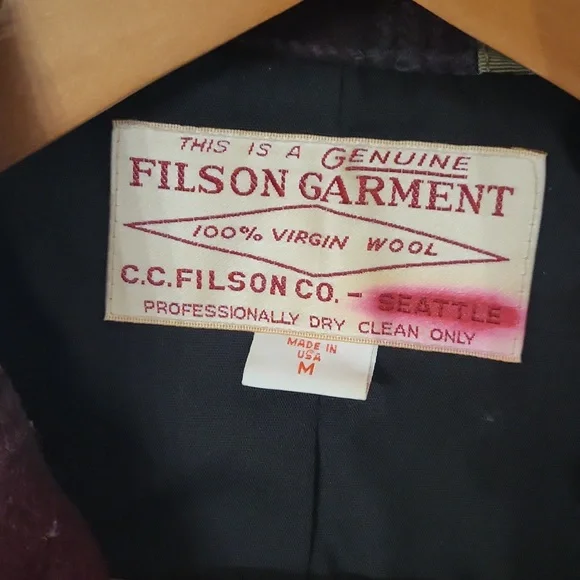 THIS IS A GENUINE
FILSON GARMENT
100% VIRGIN WOOL
C.C.FILSON CO. - SEATTLE
PROFESSIONALLY DRY CLEAN ONLY
MADE IN
USA
M